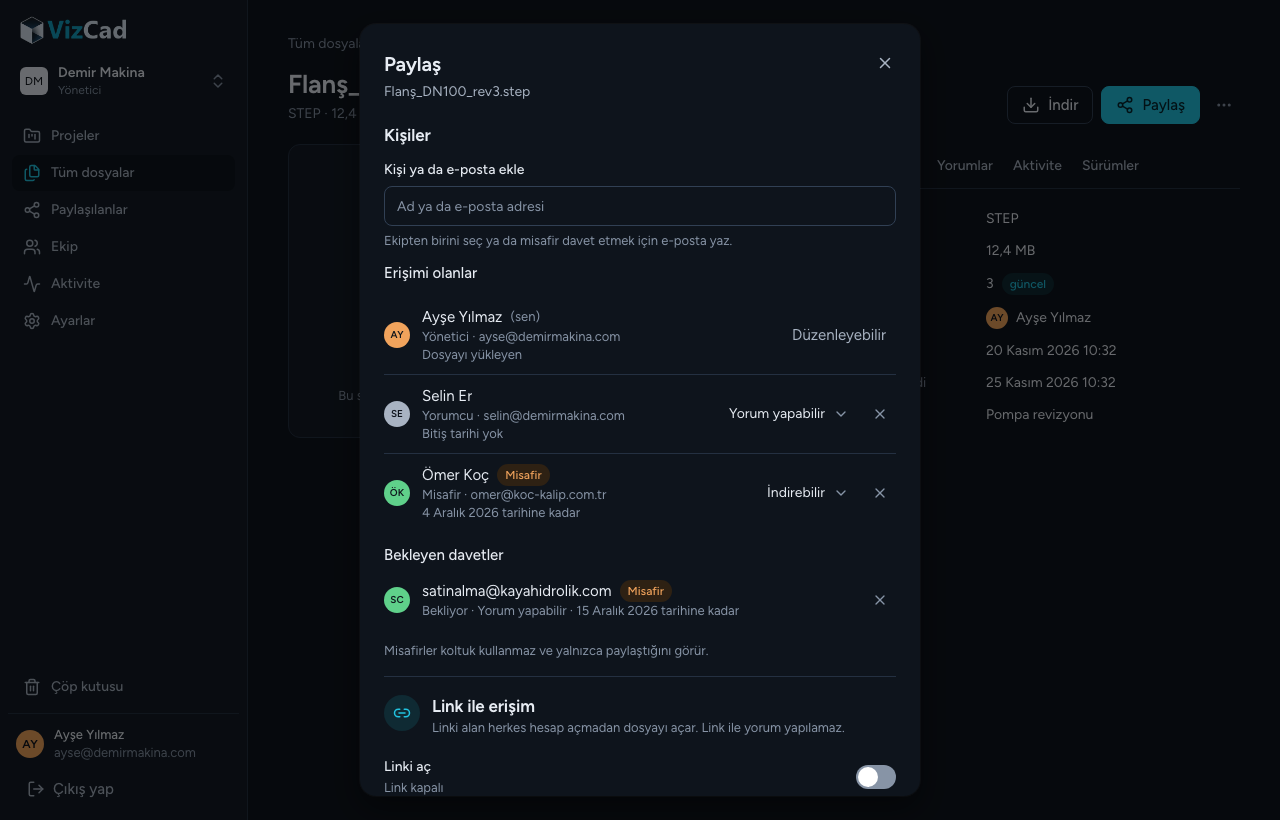 VizCad
DM
Demir Makina
Yönetici
Projeler
Tüm dosyalar
Paylaşılanlar
Ekip
Aktivite
Ayarlar
Çöp kutusu
AY
Ayşe Yılmaz
ayse@demirmakina.com
Çıkış yap
Tüm
Flanş_
STEP · 12,4
Bu
İndir
Paylaş
Yorumlar
Aktivite
Sürümler
STEP
12,4 MB
3
güncel
AY
Ayşe Yılmaz
20 Kasım 2026 10:32
25 Kasım 2026 10:32
Pompa revizyonu
Paylaş
Flanş_DN100_rev3.step
Kişiler
Kişi ya da e-posta ekle
Ad ya da e-posta adresi
Ekipten birini seç ya da misafir davet etmek için e-posta yaz.
Erişimi olanlar
AY
Ayşe Yılmaz (sen)
Yönetici · ayse@demirmakina.com
Dosyayı yükleyen
Düzenleyebilir
SE
Selin Er
Yorumcu · selin@demirmakina.com
Bitiş tarihi yok
Yorum yapabilir
ÖK
Ömer Koç Misafir
Misafir · omer@koc-kalip.com.tr
4 Aralık 2026 tarihine kadar
İndirebilir
Bekleyen davetler
SC
satinalma@kayahidrolik.com Misafir
Bekliyor · Yorum yapabilir · 15 Aralık 2026 tarihine kadar
Misafirler koltuk kullanmaz ve yalnızca paylaştığını görür.
Link ile erişim
Linki alan herkes hesap açmadan dosyayı açar. Link ile yorum yapılamaz.
Linki aç
Link kapalı